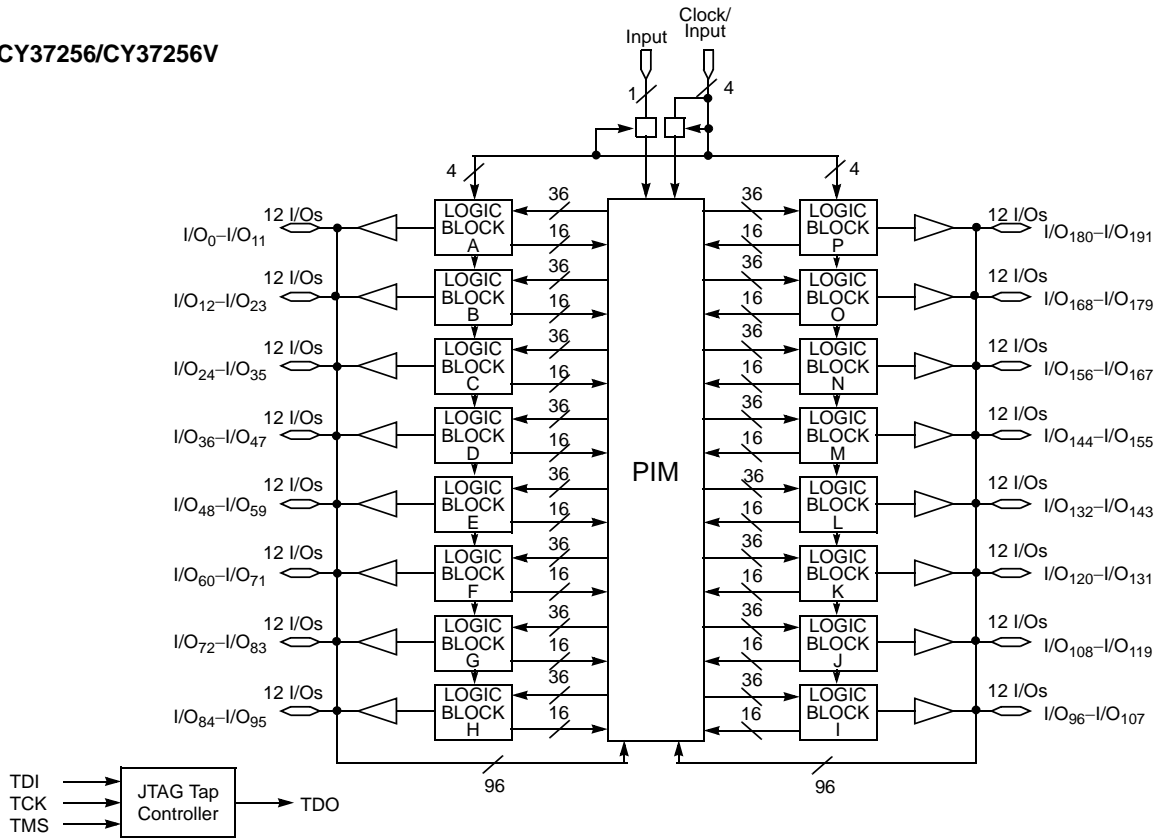 CY37256/CY37256V
Clock/
Input
Input
1
4
4
4
12 I/Os
I/O0–I/O11
LOGIC
BLOCK
A
36
16
36
16
LOGIC
BLOCK
P
12 I/Os
I/O180–I/O191
12 I/Os
I/O12–I/O23
LOGIC
BLOCK
B
36
16
36
16
LOGIC
BLOCK
O
12 I/Os
I/O168–I/O179
12 I/Os
I/O24–I/O35
LOGIC
BLOCK
C
36
16
36
16
LOGIC
BLOCK
N
12 I/Os
I/O156–I/O167
12 I/Os
I/O36–I/O47
LOGIC
BLOCK
D
36
16
36
16
LOGIC
BLOCK
M
12 I/Os
I/O144–I/O155
PIM
12 I/Os
I/O48–I/O59
LOGIC
BLOCK
E
36
16
36
16
LOGIC
BLOCK
L
12 I/Os
I/O132–I/O143
12 I/Os
I/O60–I/O71
LOGIC
BLOCK
F
36
16
36
16
LOGIC
BLOCK
K
12 I/Os
I/O120–I/O131
12 I/Os
I/O72–I/O83
LOGIC
BLOCK
G
36
16
36
16
LOGIC
BLOCK
J
12 I/Os
I/O108–I/O119
12 I/Os
I/O84–I/O95
LOGIC
BLOCK
H
36
16
36
16
LOGIC
BLOCK
I
12 I/Os
I/O96–I/O107
96
96
TDI
TCK
TMS
JTAG Tap
Controller
TDO